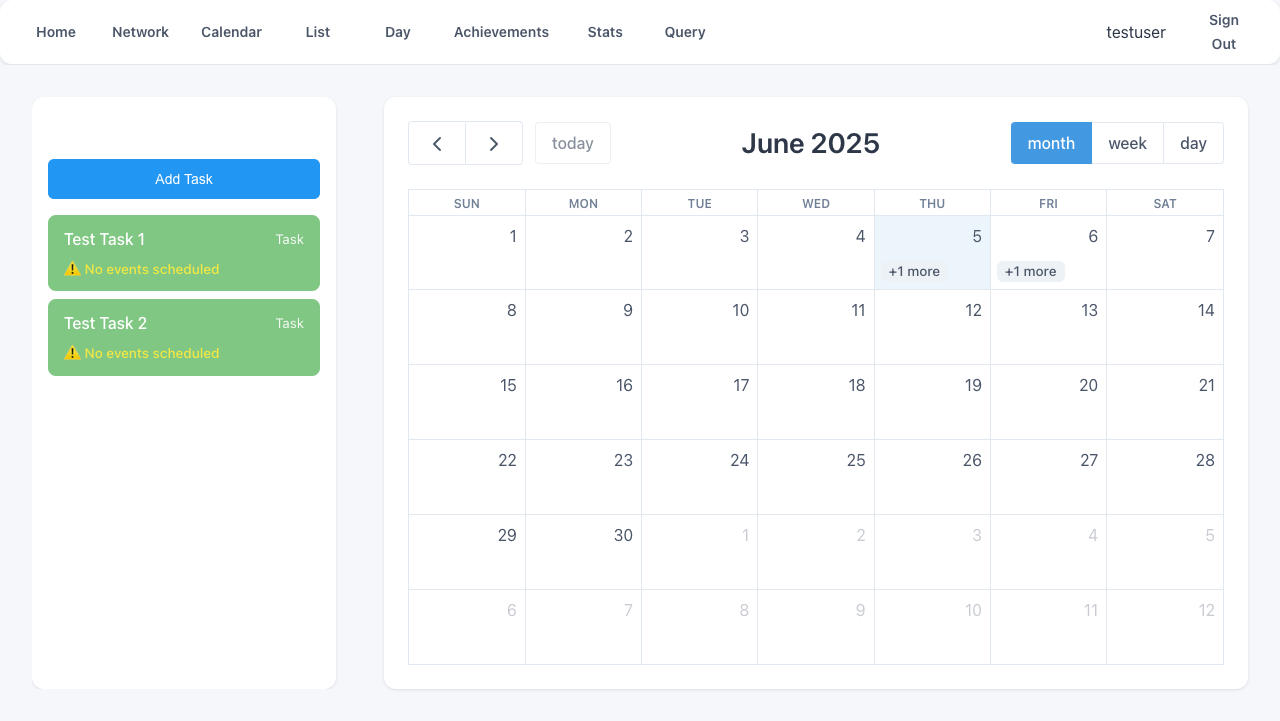 Home Network Calendar List Day Achievements Stats Query testuser Sign Out
Add Task
Test Task 1 Task
⚠️ No events scheduled
Test Task 2 Task
⚠️ No events scheduled
today June 2025 month week day
SUN MON TUE WED THU FRI SAT
1 2 3 4 5 6 7
+1 more +1 more
8 9 10 11 12 13 14
15 16 17 18 19 20 21
22 23 24 25 26 27 28
29 30 1 2 3 4 5
6 7 8 9 10 11 12